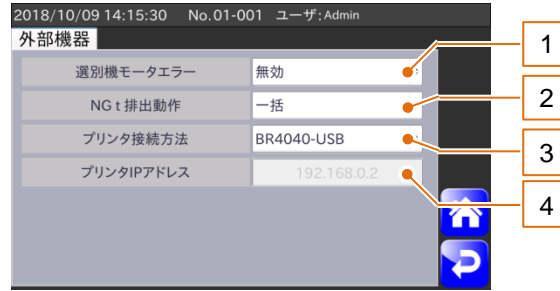 2018/10/09 14:15:30 No.01-001 ユーザ:Admin
外部機器
選別機モータエラー 無効 1
NG t 排出動作 一括 2
プリンタ接続方法 BR4040-USB 3
プリンタIPアドレス 192.168.0.2 4